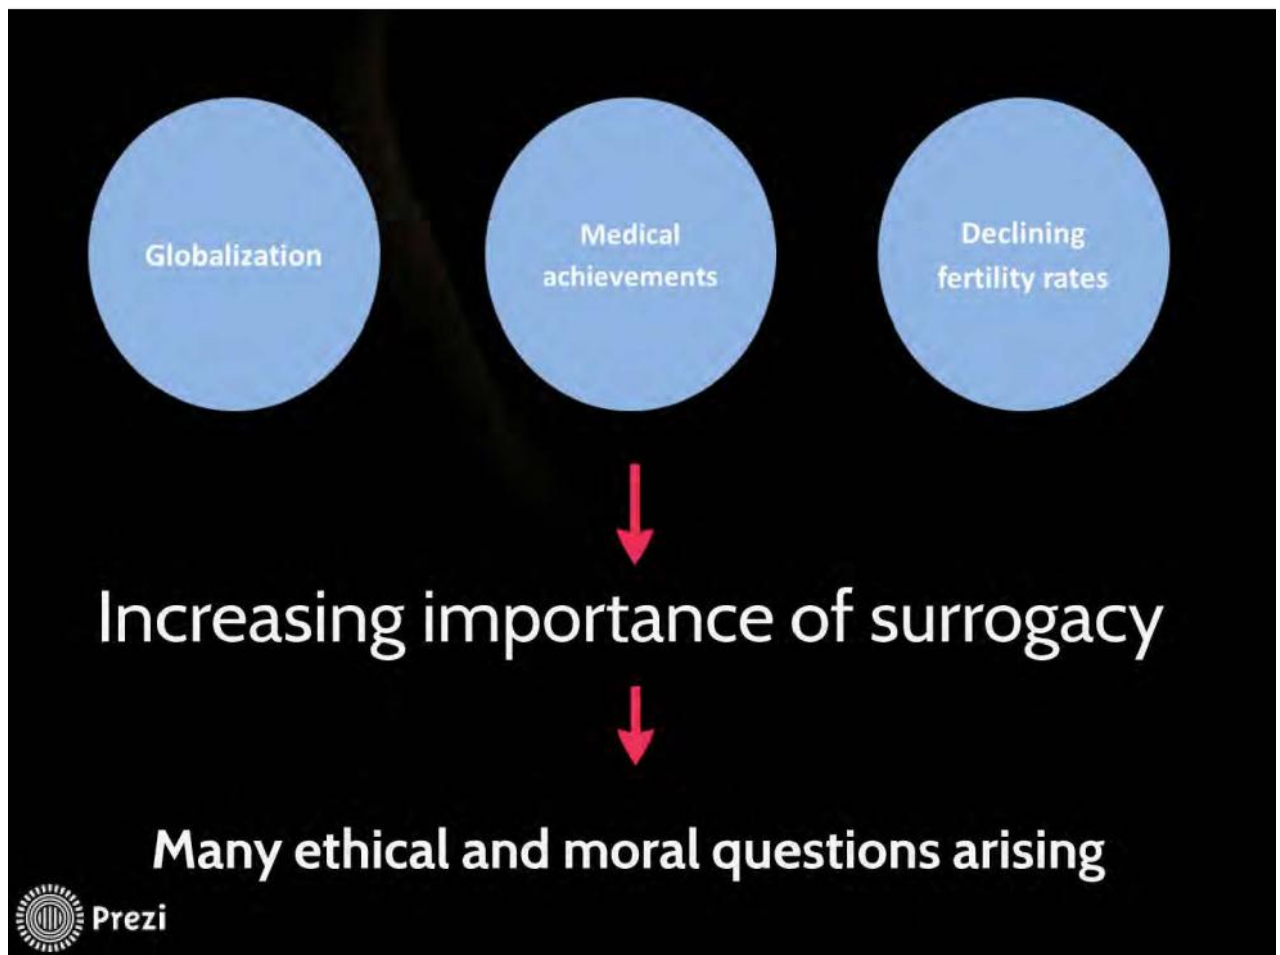 Globalization
Medical
achievements
Declining
fertility rates
Increasing importance of surrogacy
Many ethical and moral questions arising
Prezi